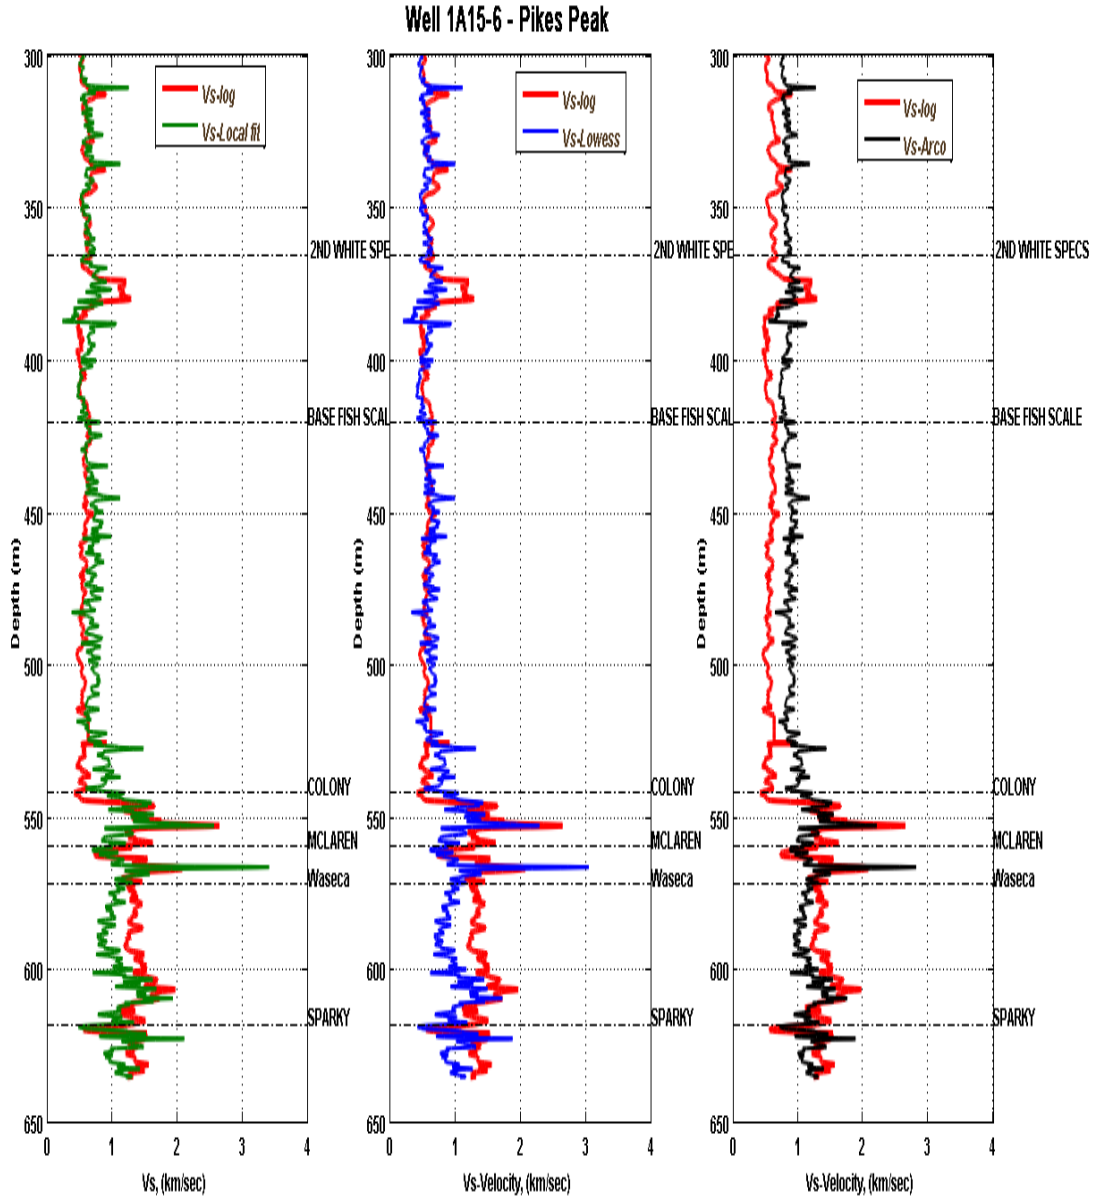 Well 1A15-6 - Pikes Peak
Vs-log
Vs-Local fit
300
350
400
450
500
550
600
650
Depth (m)
2ND WHITE SPE
BASE FISH SCAL
COLONY
MCLAREN
Waseca
SPARKY
0 1 2 3 4
Vs, (km/sec)
Vs-log
Vs-Lowess
300
350
400
450
500
550
600
650
Depth (m)
2ND WHITE SPE
BASE FISH SCAL
COLONY
MCLAREN
Waseca
SPARKY
0 1 2 3 4
Vs-Velocity, (km/sec)
Vs-log
Vs-Arco
300
350
400
450
500
550
600
650
2ND WHITE SPECS
BASE FISH SCALE
COLONY
MCLAREN
Waseca
SPARKY
0 1 2 3 4
Vs-Velocity, (km/sec)